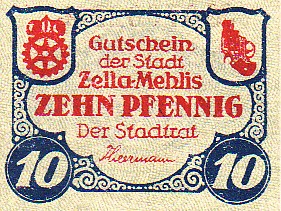 Gutschein
der Stadt
Zella-Mehlis
ZEHN PFENNIG
Der Stadtrat
10 10